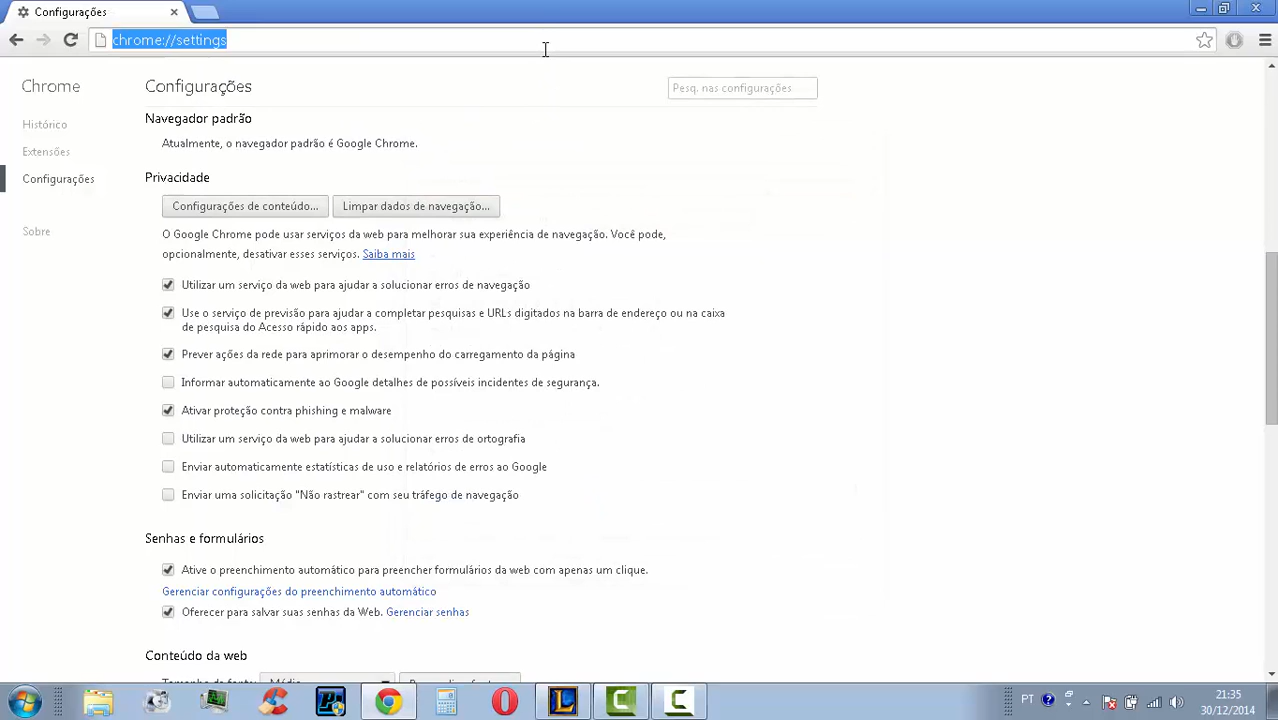 Configurações
chrome://settings
Chrome
Configurações
Pesq. nas configurações
Histórico
Extensões
Configurações
Sobre
Navegador padrão
Atualmente, o navegador padrão é Google Chrome.
Privacidade
Configurações de conteúdo... Limpar dados de navegação...
O Google Chrome pode usar serviços da web para melhorar sua experiência de navegação. Você pode,
opcionalmente, desativar esses serviços. Saiba mais
Utilizar um serviço da web para ajudar a solucionar erros de navegação
Use o serviço de previsão para ajudar a completar pesquisas e URLs digitados na barra de endereço ou na caixa
de pesquisa do Acesso rápido aos apps.
Prever ações da rede para aprimorar o desempenho do carregamento da página
Informar automaticamente ao Google detalhes de possíveis incidentes de segurança.
Ativar proteção contra phishing e malware
Utilizar um serviço da web para ajudar a solucionar erros de ortografia
Enviar automaticamente estatísticas de uso e relatórios de erros ao Google
Enviar uma solicitação "Não rastrear" com seu tráfego de navegação
Senhas e formulários
Ative o preenchimento automático para preencher formulários da web com apenas um clique.
Gerenciar configurações do preenchimento automático
Oferecer para salvar suas senhas da Web. Gerenciar senhas
Conteúdo da web
PT
21:35
30/12/2014